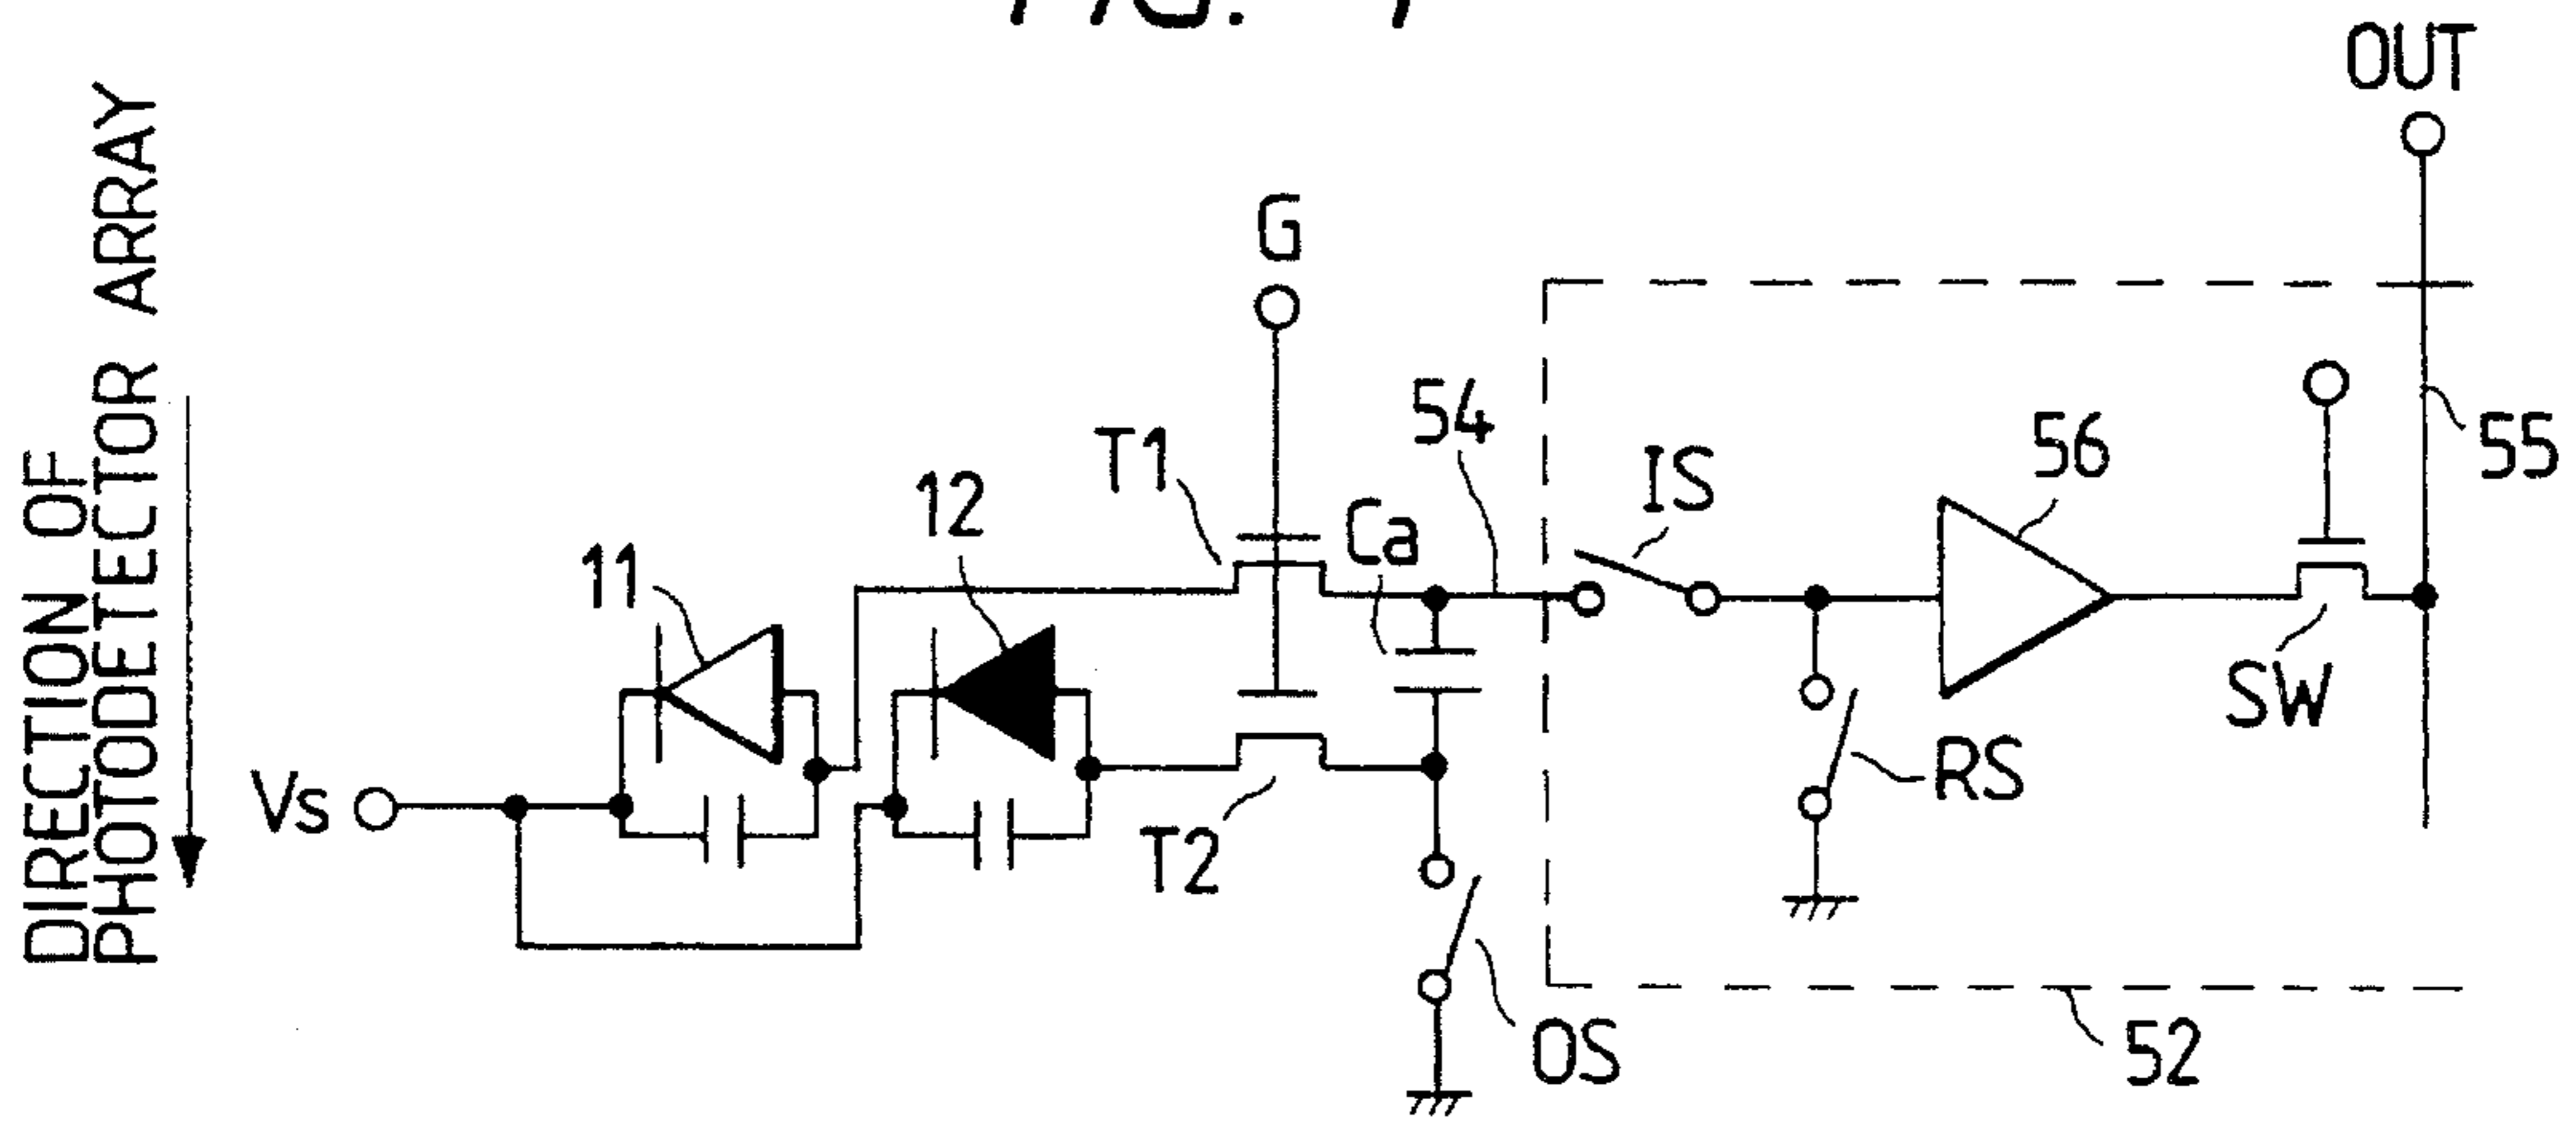 OUT
DIRECTION OF
PHOTODETECTOR ARRAY
G
54
T1
55
56
IS
12
Ca
11
SW
RS
Vs
T2
OS
52